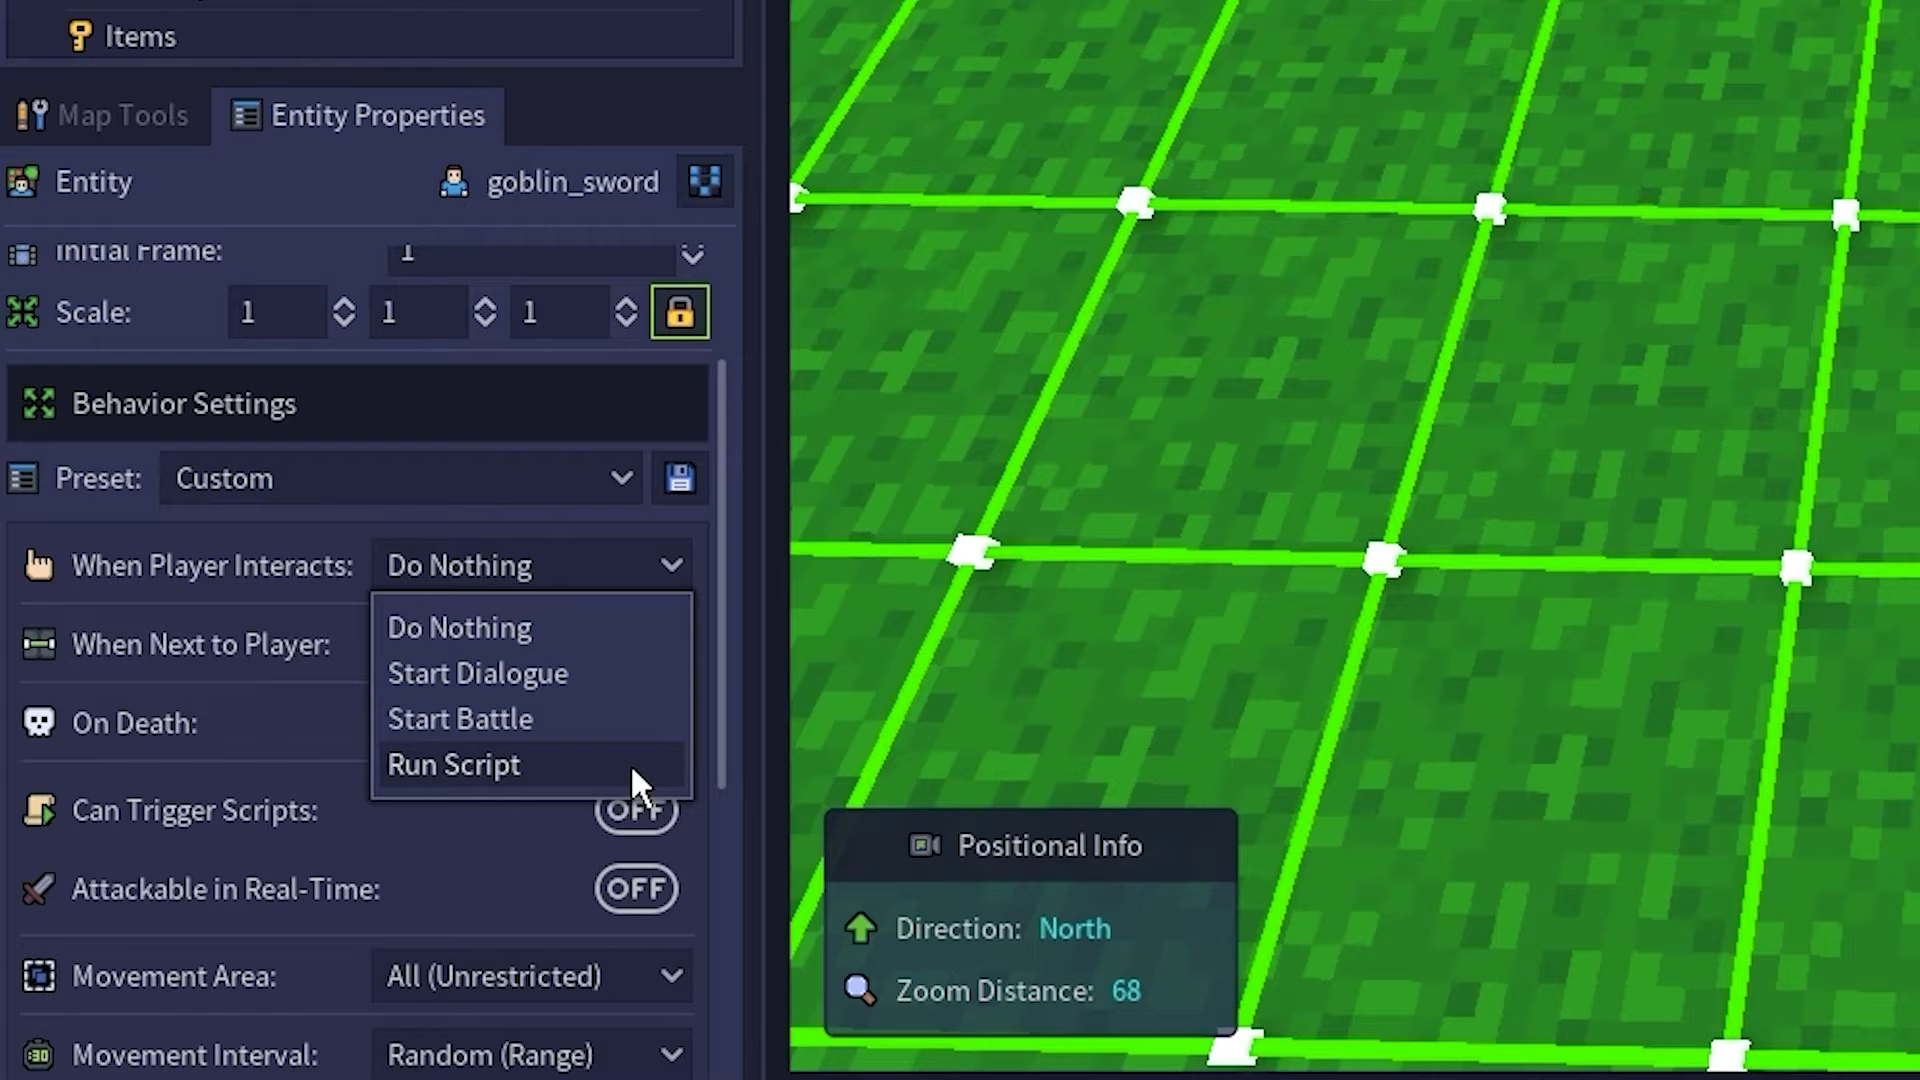 Items
Map Tools
Entity Properties
Entity
goblin_sword
Initial Frame:
1
Scale:
1
1
1
Behavior Settings
Preset:
Custom
When Player Interacts:
Do Nothing
Do Nothing
When Next to Player:
Start Dialogue
On Death:
Start Battle
Run Script
Can Trigger Scripts:
OFF
Attackable in Real-Time:
OFF
Movement Area:
All (Unrestricted)
Movement Interval:
Random (Range)
Positional Info
Direction: North
Zoom Distance: 68